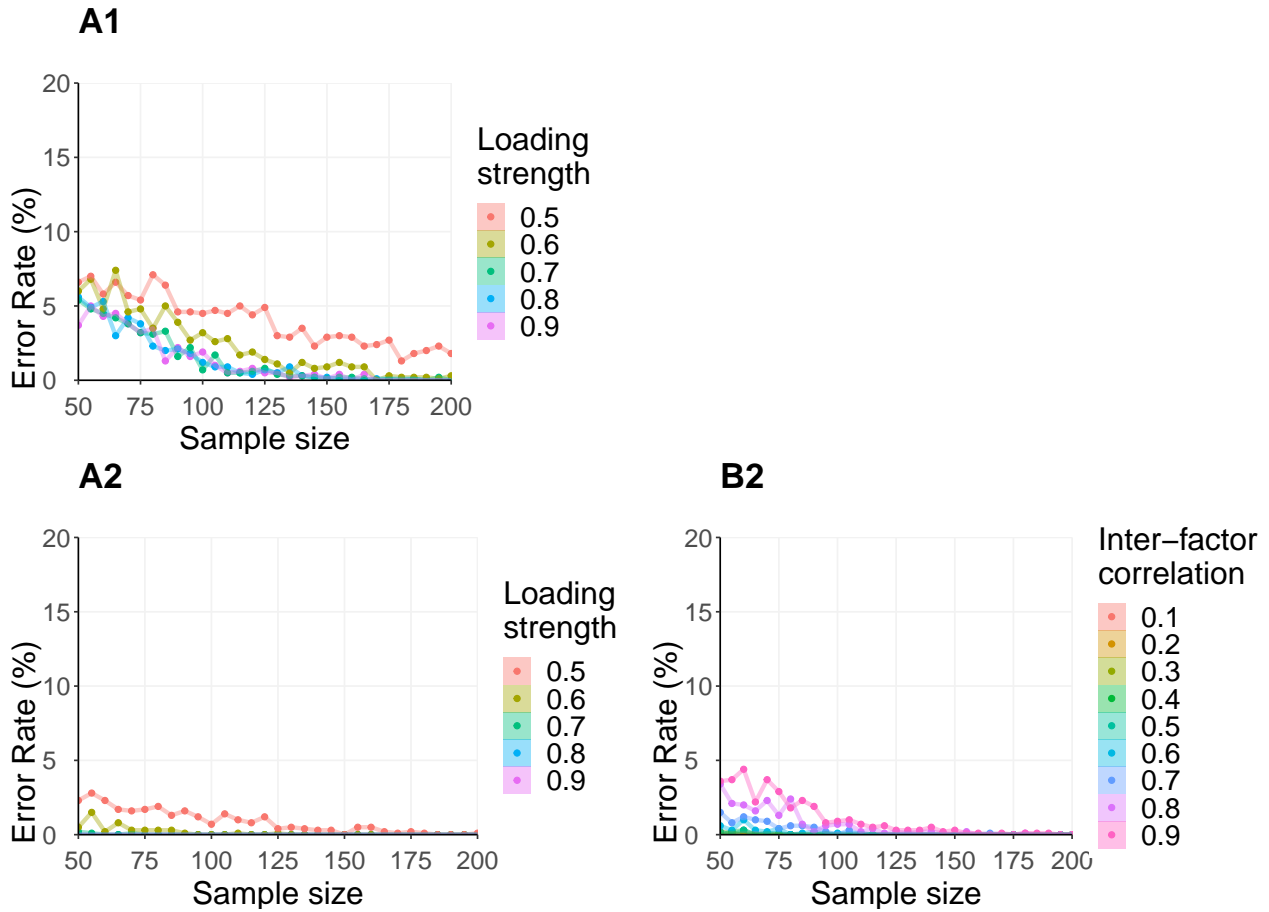 A1
Error Rate (%)
20
15
10
5
0
50 75 100 125 150 175 200
Sample size
Loading
strength
0.5
0.6
0.7
0.8
0.9
A2
Error Rate (%)
20
15
10
5
0
50 75 100 125 150 175 200
Sample size
Loading
strength
0.5
0.6
0.7
0.8
0.9
B2
Error Rate (%)
20
15
10
5
0
50 75 100 125 150 175 200
Sample size
Inter−factor
correlation
0.1
0.2
0.3
0.4
0.5
0.6
0.7
0.8
0.9